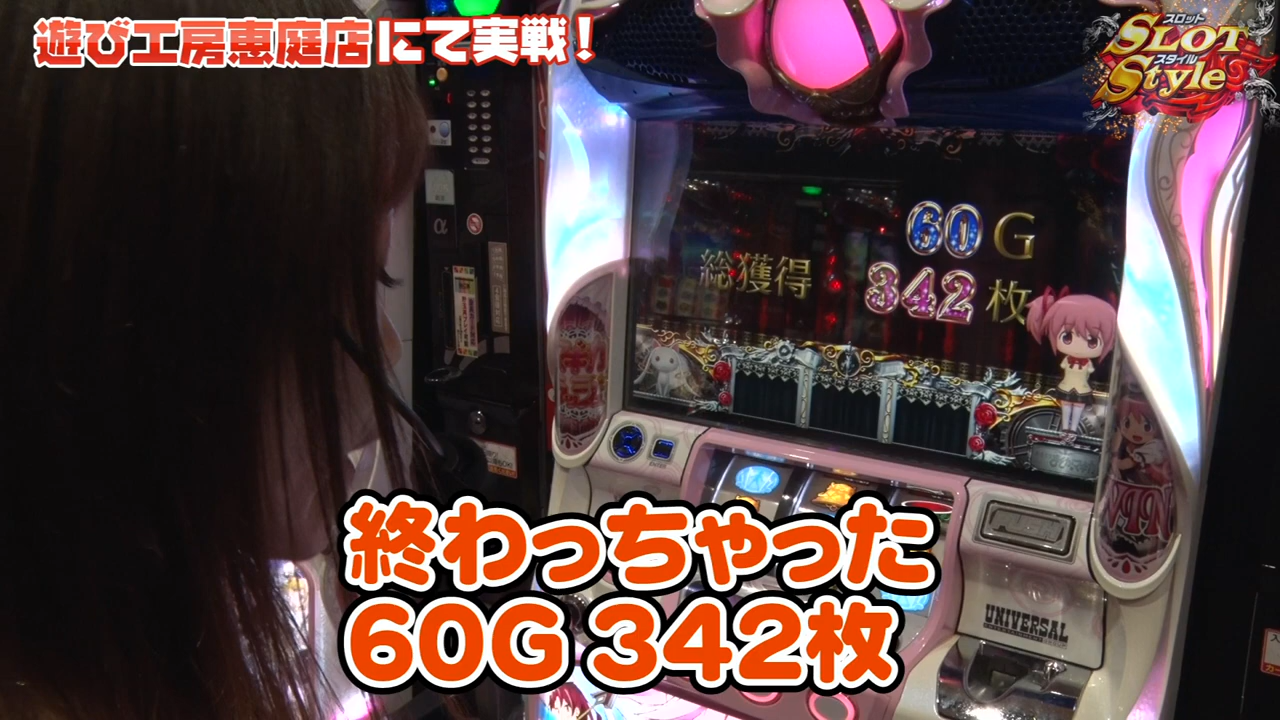 遊び工房恵庭店にて実戦!
スロット
SLOT
スタイル
Style
60G
総獲得 342枚
α
UNIVERSAL
ENTERTAINMENT
終わっちゃった
60G 342枚